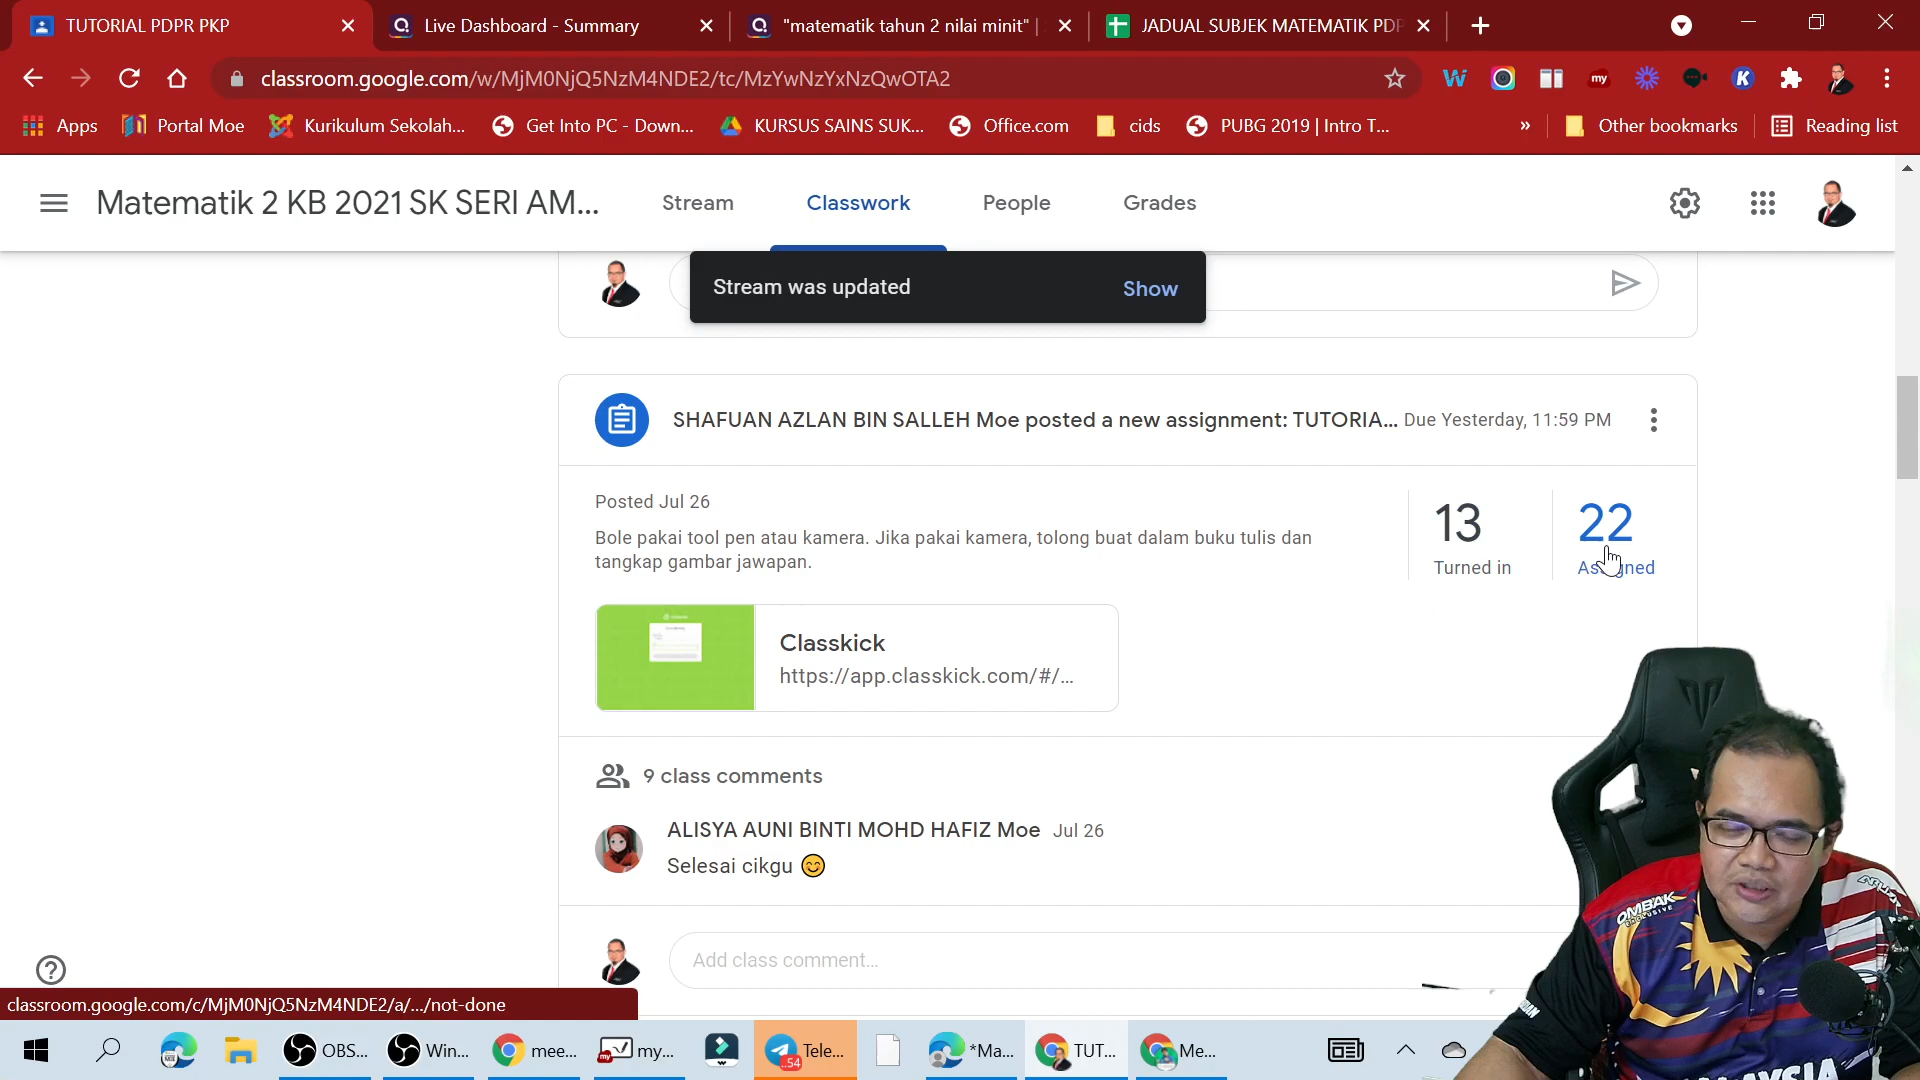 TUTORIAL PDPR PKP
Live Dashboard - Summary
"matematik tahun 2 nilai minit" |
JADUAL SUBJEK MATEMATIK PDP
classroom.google.com/w/MjM0NjQ5NzM4NDE2/tc/MzYwNzYxNzQwOTA2
Apps
Portal Moe
Kurikulum Sekolah...
Get Into PC - Down...
KURSUS SAINS SUK...
Office.com
cids
PUBG 2019 | Intro T...
»
Other bookmarks
Reading list
Matematik 2 KB 2021 SK SERI AM...
Stream
Classwork
People
Grades
Stream was updated
Show
SHAFUAN AZLAN BIN SALLEH Moe posted a new assignment: TUTORIA...
Due Yesterday, 11:59 PM
Posted Jul 26
Bole pakai tool pen atau kamera. Jika pakai kamera, tolong buat dalam buku tulis dan
tangkap gambar jawapan.
13
Turned in
22
Assigned
Classkick
https://app.classkick.com/#/...
9 class comments
ALISYA AUNI BINTI MOHD HAFIZ Moe
Jul 26
Selesai cikgu 😊
Add class comment...
OMBAK
EXCLUSIVE
classroom.google.com/c/MjM0NjQ5NzM4NDE2/a/.../not-done
OBS...
Win...
mee...
my...
Tele...
*Ma...
TUT...
Me...